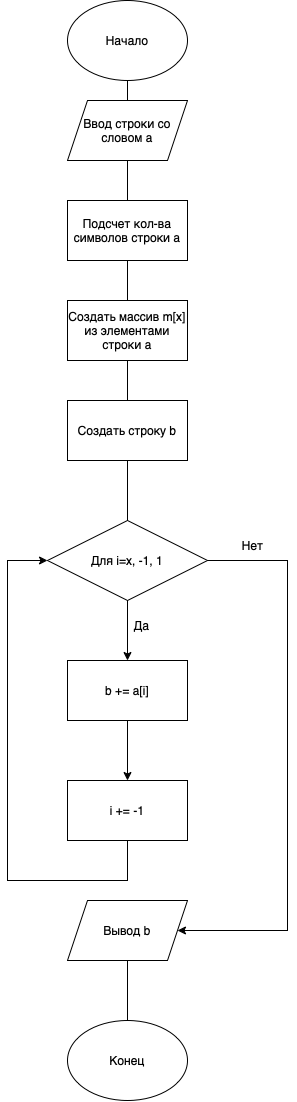 Начало
Ввод строки со
словом а
Подсчет кол-ва
символов строки а
Создать массив m[x]
из элементами
строки а
Создать строку b
Для i=x, -1, 1
Нет
Да
b += a[i]
i += -1
Вывод b
Конец